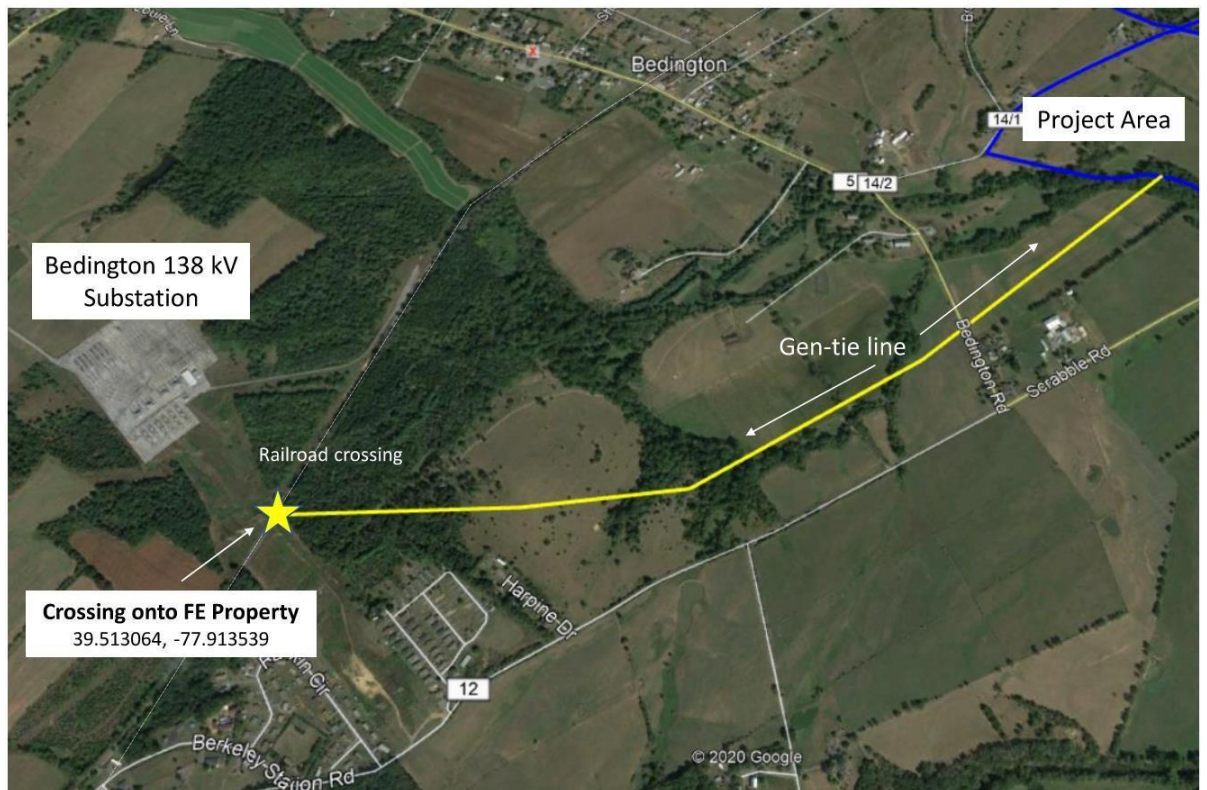 Bedington
14/1
Project Area
5
14/2
Bedington 138 kV
Substation
Gen-tie line
Bedington Rd
Scrabble Rd
Railroad crossing
Crossing onto FE Property
39.513064, -77.913539
Harpine Dr
12
Berkeley Station Rd
© 2020 Google